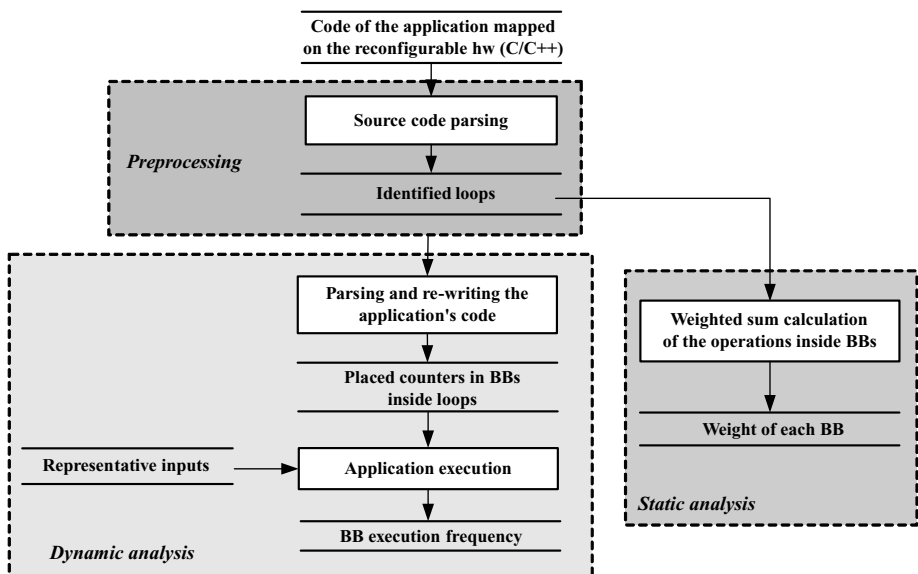 Code of the application mapped
on the reconfigurable hw (C/C++)
Source code parsing
Preprocessing
Identified loops
Parsing and re-writing the
application's code
Placed counters in BBs
inside loops
Representative inputs
Application execution
BB execution frequency
Dynamic analysis
Weighted sum calculation
of the operations inside BBs
Weight of each BB
Static analysis